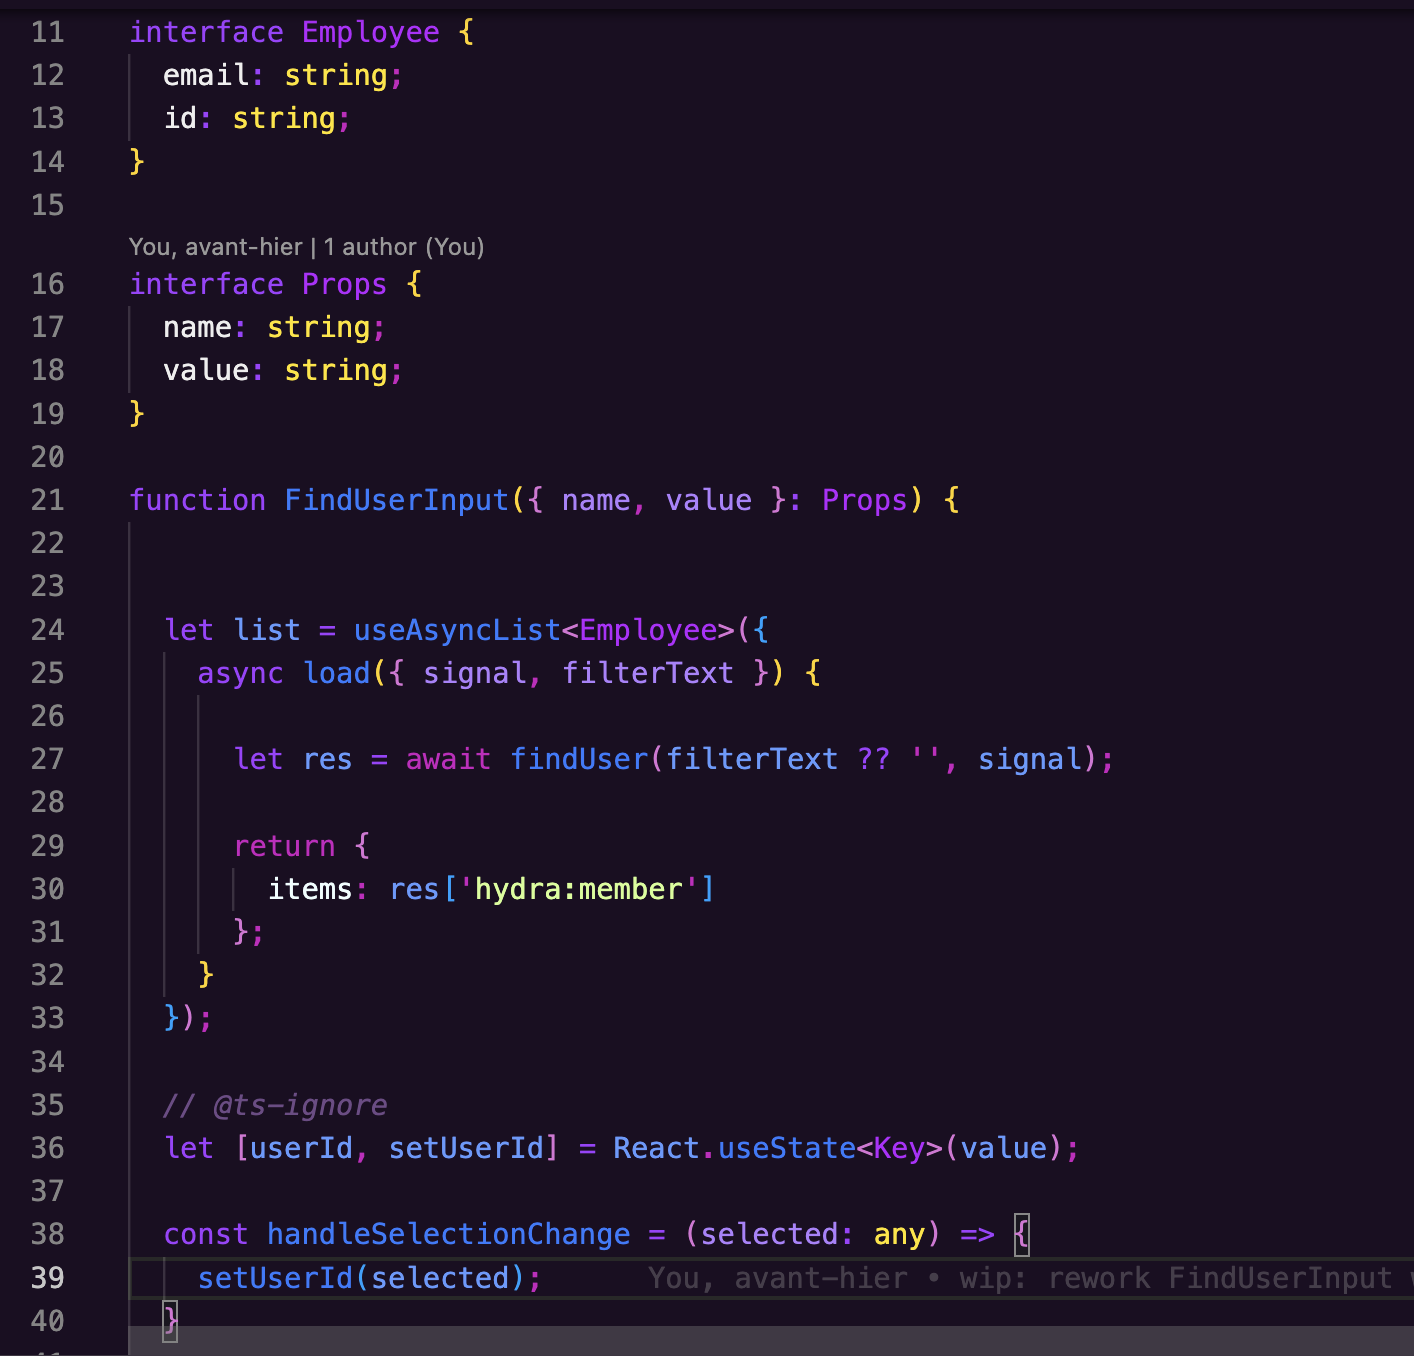 11 interface Employee {
12 email: string;
13 id: string;
14 }
15
You, avant-hier | 1 author (You)
16 interface Props {
17 name: string;
18 value: string;
19 }
20
21 function FindUserInput({ name, value }: Props) {
22
23
24 let list = useAsyncList<Employee>({
25 async load({ signal, filterText }) {
26
27 let res = await findUser(filterText ?? '', signal);
28
29 return {
30 items: res['hydra:member']
31 };
32 }
33 });
34
35 // @ts-ignore
36 let [userId, setUserId] = React.useState<Key>(value);
37
38 const handleSelectionChange = (selected: any) => {
39 setUserId(selected); You, avant-hier • wip: rework FindUserInput
40 }